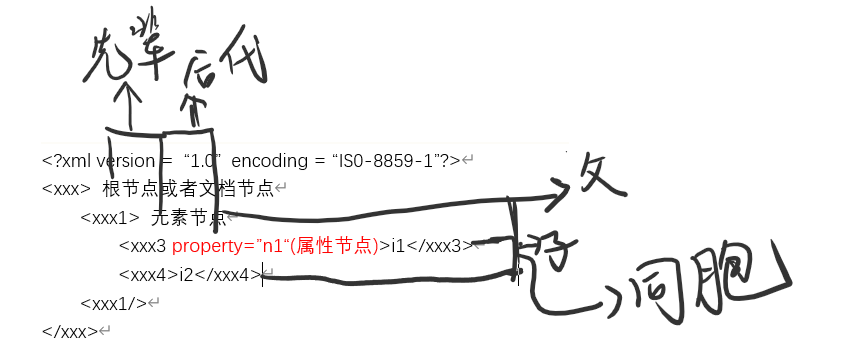 先辈 后代
<?xml version = “1.0” encoding = “IS0-8859-1”?>
<xxx> 根节点或者文档节点
父
<xxx1> 元素节点
<xxx3 property=”n1“(属性节点)>i1</xxx3> 子
<xxx4>i2</xxx4> 同胞
<xxx1/>
</xxx>